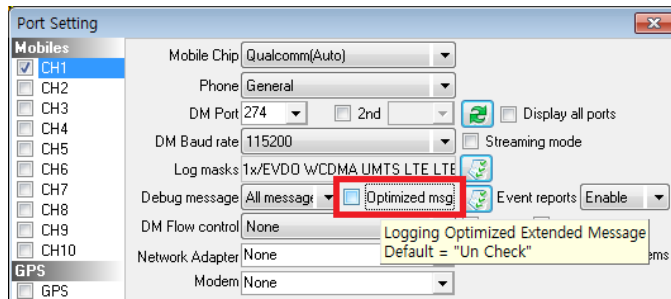 Port Setting
Mobiles
CH1
CH2
CH3
CH4
CH5
CH6
CH7
CH8
CH9
CH10
GPS
GPS
Mobile Chip Qualcomm(Auto)
Phone General
DM Port 274 2nd Display all ports
DM Baud rate 115200 Streaming mode
Log masks 1x/EVDO WCDMA UMTS LTE LTE
Debug message All message Optimized msg Event reports Enable
DM Flow control None
Logging Optimized Extended Message
Default = "Un Check"
Network Adapter None
Modem None